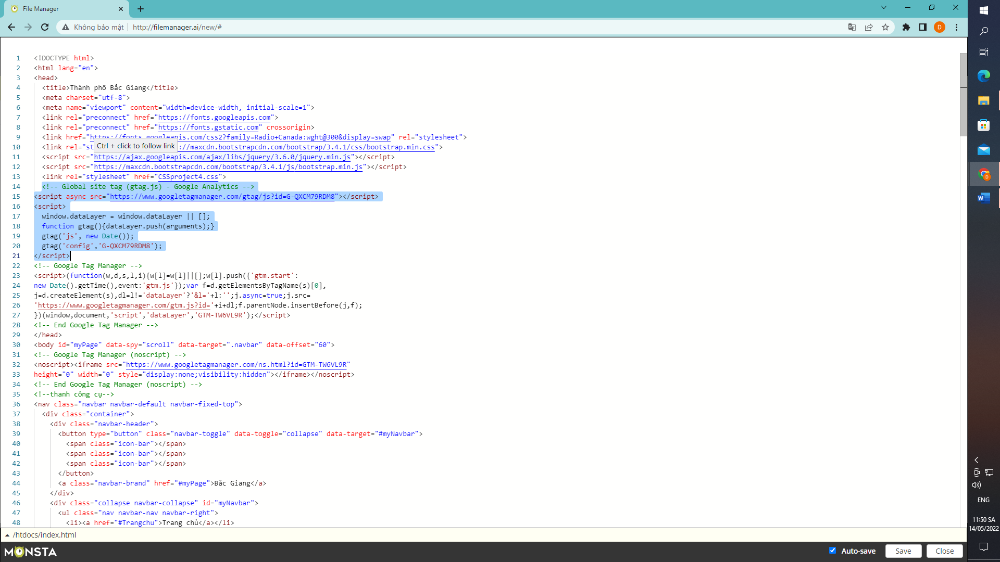 File Manager
Không bảo mật
http://filemanager.ai/new/#
1 <!DOCTYPE html>
2 <html lang="en">
3 <head>
4 <title>Thành phố Bắc Giang</title>
5 <meta charset="utf-8">
6 <meta name="viewport" content="width=device-width, initial-scale=1">
7 <link rel="preconnect" href="https://fonts.googleapis.com">
8 <link rel="preconnect" href="https://fonts.gstatic.com" crossorigin>
9 <link href="https://fonts.googleapis.com/css2?family=Radio+Canada:wght@300&display=swap" rel="stylesheet">
Ctrl + click to follow link
10 <link rel="st ://maxcdn.bootstrapcdn.com/bootstrap/3.4.1/css/bootstrap.min.css">
11 <script src="https://ajax.googleapis.com/ajax/libs/jquery/3.6.0/jquery.min.js"></script>
12 <script src="https://maxcdn.bootstrapcdn.com/bootstrap/3.4.1/js/bootstrap.min.js"></script>
13 <link rel="stylesheet" href="CSSproject4.css">
14 <!-- Global site tag (gtag.js) - Google Analytics -->
15 <script async src="https://www.googletagmanager.com/gtag/js?id=G-QXCM79RDM8"></script>
16 <script>
17 window.dataLayer = window.dataLayer || [];
18 function gtag(){dataLayer.push(arguments);}
19 gtag('js', new Date());
20 gtag('config','G-QXCM79RDM8');
21 </script>
22 <!-- Google Tag Manager -->
23 <script>(function(w,d,s,l,i){w[l]=w[l]||[];w[l].push({'gtm.start':
24 new Date().getTime(),event:'gtm.js'});var f=d.getElementsByTagName(s)[0],
25 j=d.createElement(s),dl=l!='dataLayer'?'&l='+l:'';j.async=true;j.src=
26 'https://www.googletagmanager.com/gtm.js?id='+i+dl;f.parentNode.insertBefore(j,f);
27 })(window,document,'script','dataLayer','GTM-TW6VL9R');</script>
28 <!-- End Google Tag Manager -->
29 </head>
30 <body id="myPage" data-spy="scroll" data-target=".navbar" data-offset="60">
31 <!-- Google Tag Manager (noscript) -->
32 <noscript><iframe src="https://www.googletagmanager.com/ns.html?id=GTM-TW6VL9R"
33 height="0" width="0" style="display:none;visibility:hidden"></iframe></noscript>
34 <!-- End Google Tag Manager (noscript) -->
35 <!--thanh công cụ-->
36 <nav class="navbar navbar-default navbar-fixed-top">
37 <div class="container">
38 <div class="navbar-header">
39 <button type="button" class="navbar-toggle" data-toggle="collapse" data-target="#myNavbar">
40 <span class="icon-bar"></span>
41 <span class="icon-bar"></span>
42 <span class="icon-bar"></span>
43 </button>
44 <a class="navbar-brand" href="#myPage">Bắc Giang</a>
45 </div>
46 <div class="collapse navbar-collapse" id="myNavbar">
47 <ul class="nav navbar-nav navbar-right">
48 <li><a href="#Trangchu">Trang chủ</a></li>
/htdocs/index.html
MONSTA
Auto-save
Save
Close
D
D
W
ENG
11:50 SA
14/05/2022